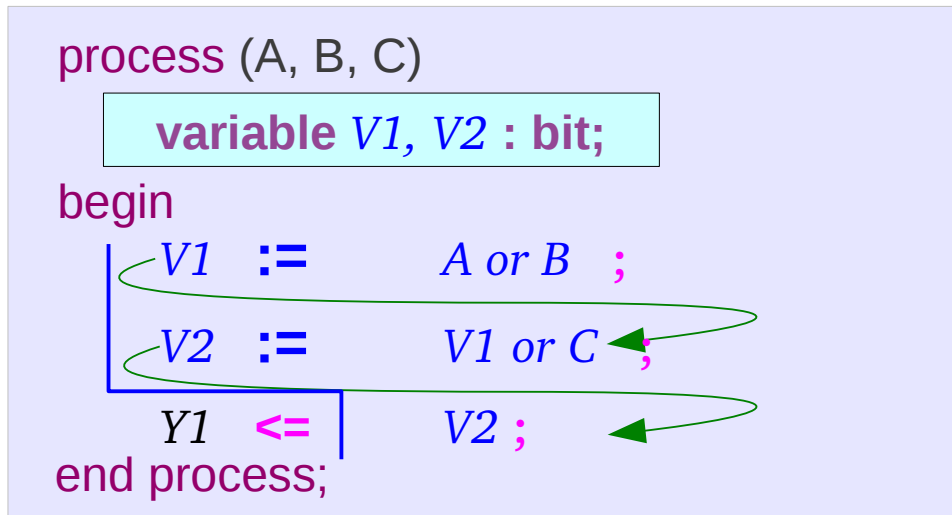 process (A, B, C)
variable V1, V2 : bit;
begin
V1 := A or B ;
V2 := V1 or C ;
Y1 <= V2 ;
end process;